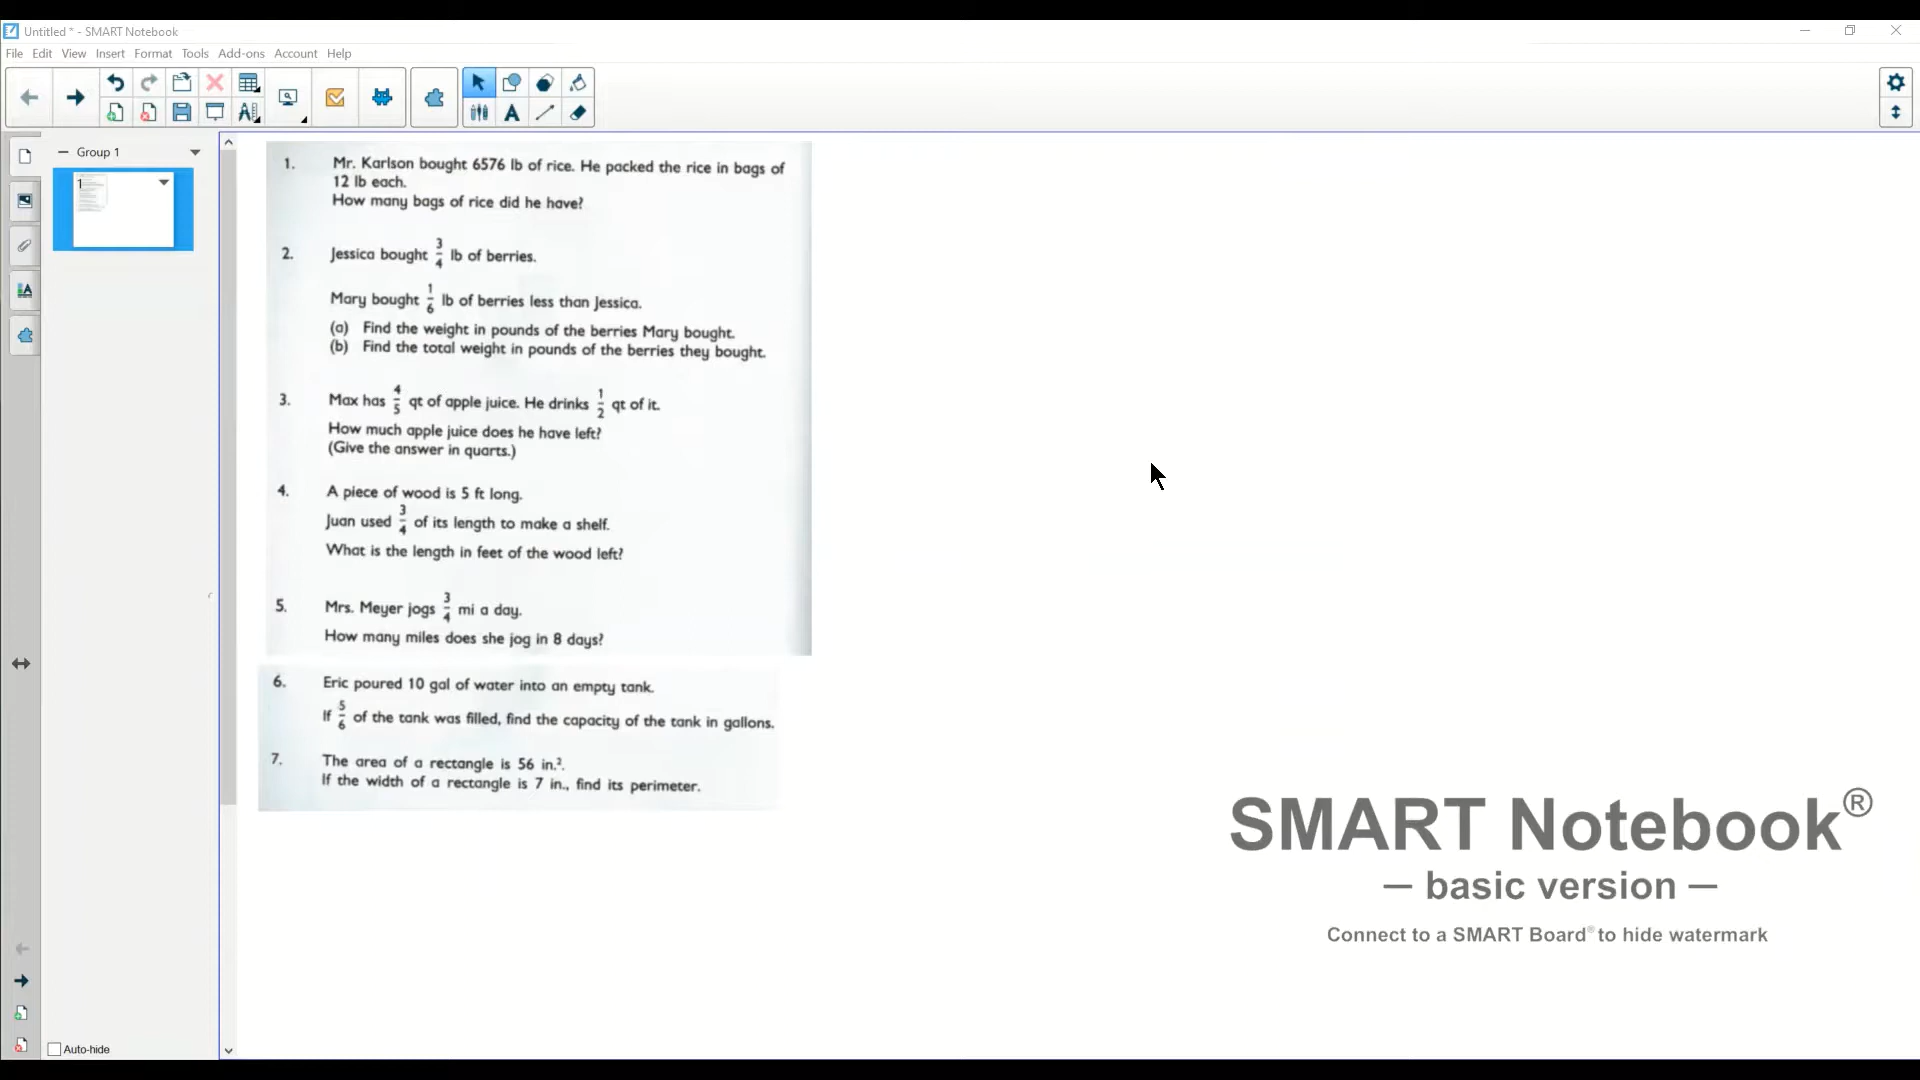 Untitled * - SMART Notebook
File Edit View Insert Format Tools Add-ons Account Help
Group 1
1
1. Mr. Karlson bought 6576 lb of rice. He packed the rice in bags of
12 lb each.
How many bags of rice did he have?
2. Jessica bought 3/4 lb of berries.
Mary bought 1/6 lb of berries less than Jessica.
(a) Find the weight in pounds of the berries Mary bought.
(b) Find the total weight in pounds of the berries they bought.
3. Max has 4/5 qt of apple juice. He drinks 1/2 qt of it.
How much apple juice does he have left?
(Give the answer in quarts.)
4. A piece of wood is 5 ft long.
Juan used 3/4 of its length to make a shelf.
What is the length in feet of the wood left?
5. Mrs. Meyer jogs 3/4 mi a day.
How many miles does she jog in 8 days?
6. Eric poured 10 gal of water into an empty tank.
If 5/6 of the tank was filled, find the capacity of the tank in gallons.
7. The area of a rectangle is 56 in.².
If the width of a rectangle is 7 in., find its perimeter.
SMART Notebook®
— basic version —
Connect to a SMART Board® to hide watermark
Auto-hide